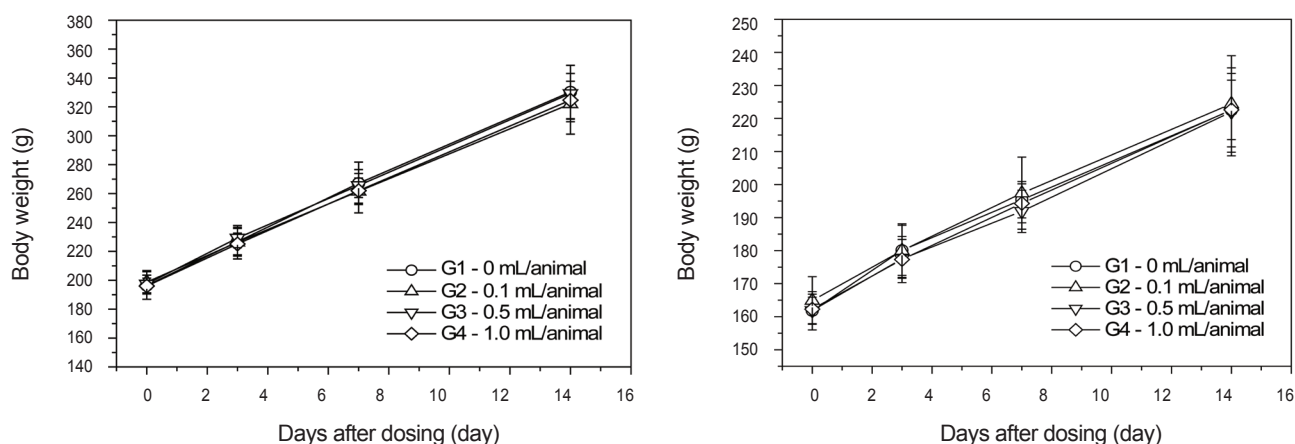 380
360
340
320
300
280
260
240
220
200
180
160
140
Body weight (g)
G1 - 0 mL/animal
G2 - 0.1 mL/animal
G3 - 0.5 mL/animal
G4 - 1.0 mL/animal
0 2 4 6 8 10 12 14 16
Days after dosing (day)
250
240
230
220
210
200
190
180
170
160
150
Body weight (g)
G1 - 0 mL/animal
G2 - 0.1 mL/animal
G3 - 0.5 mL/animal
G4 - 1.0 mL/animal
0 2 4 6 8 10 12 14 16
Days after dosing (day)